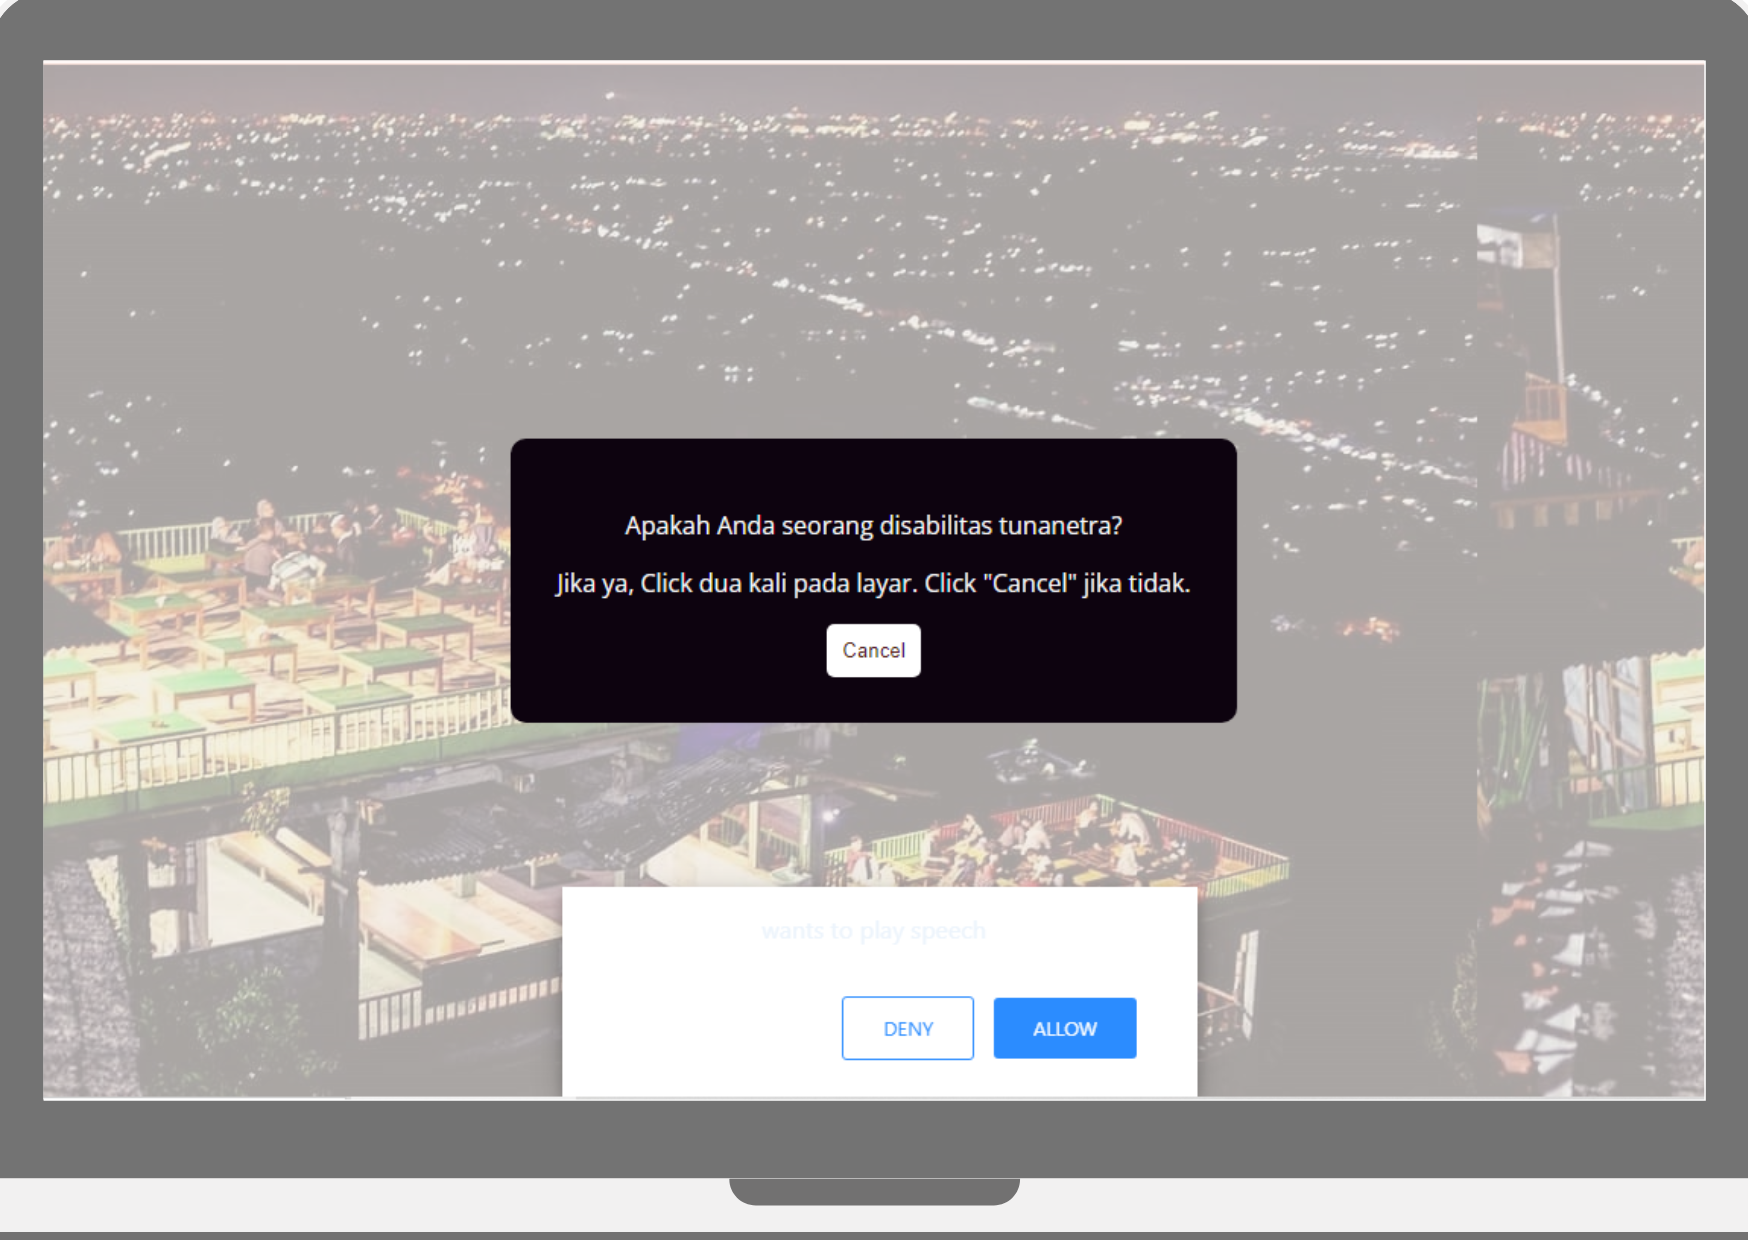 Apakah Anda seorang disabilitas tunanetra?
Jika ya, Click dua kali pada layar. Click "Cancel" jika tidak.
Cancel
wants to play speech
DENY
ALLOW